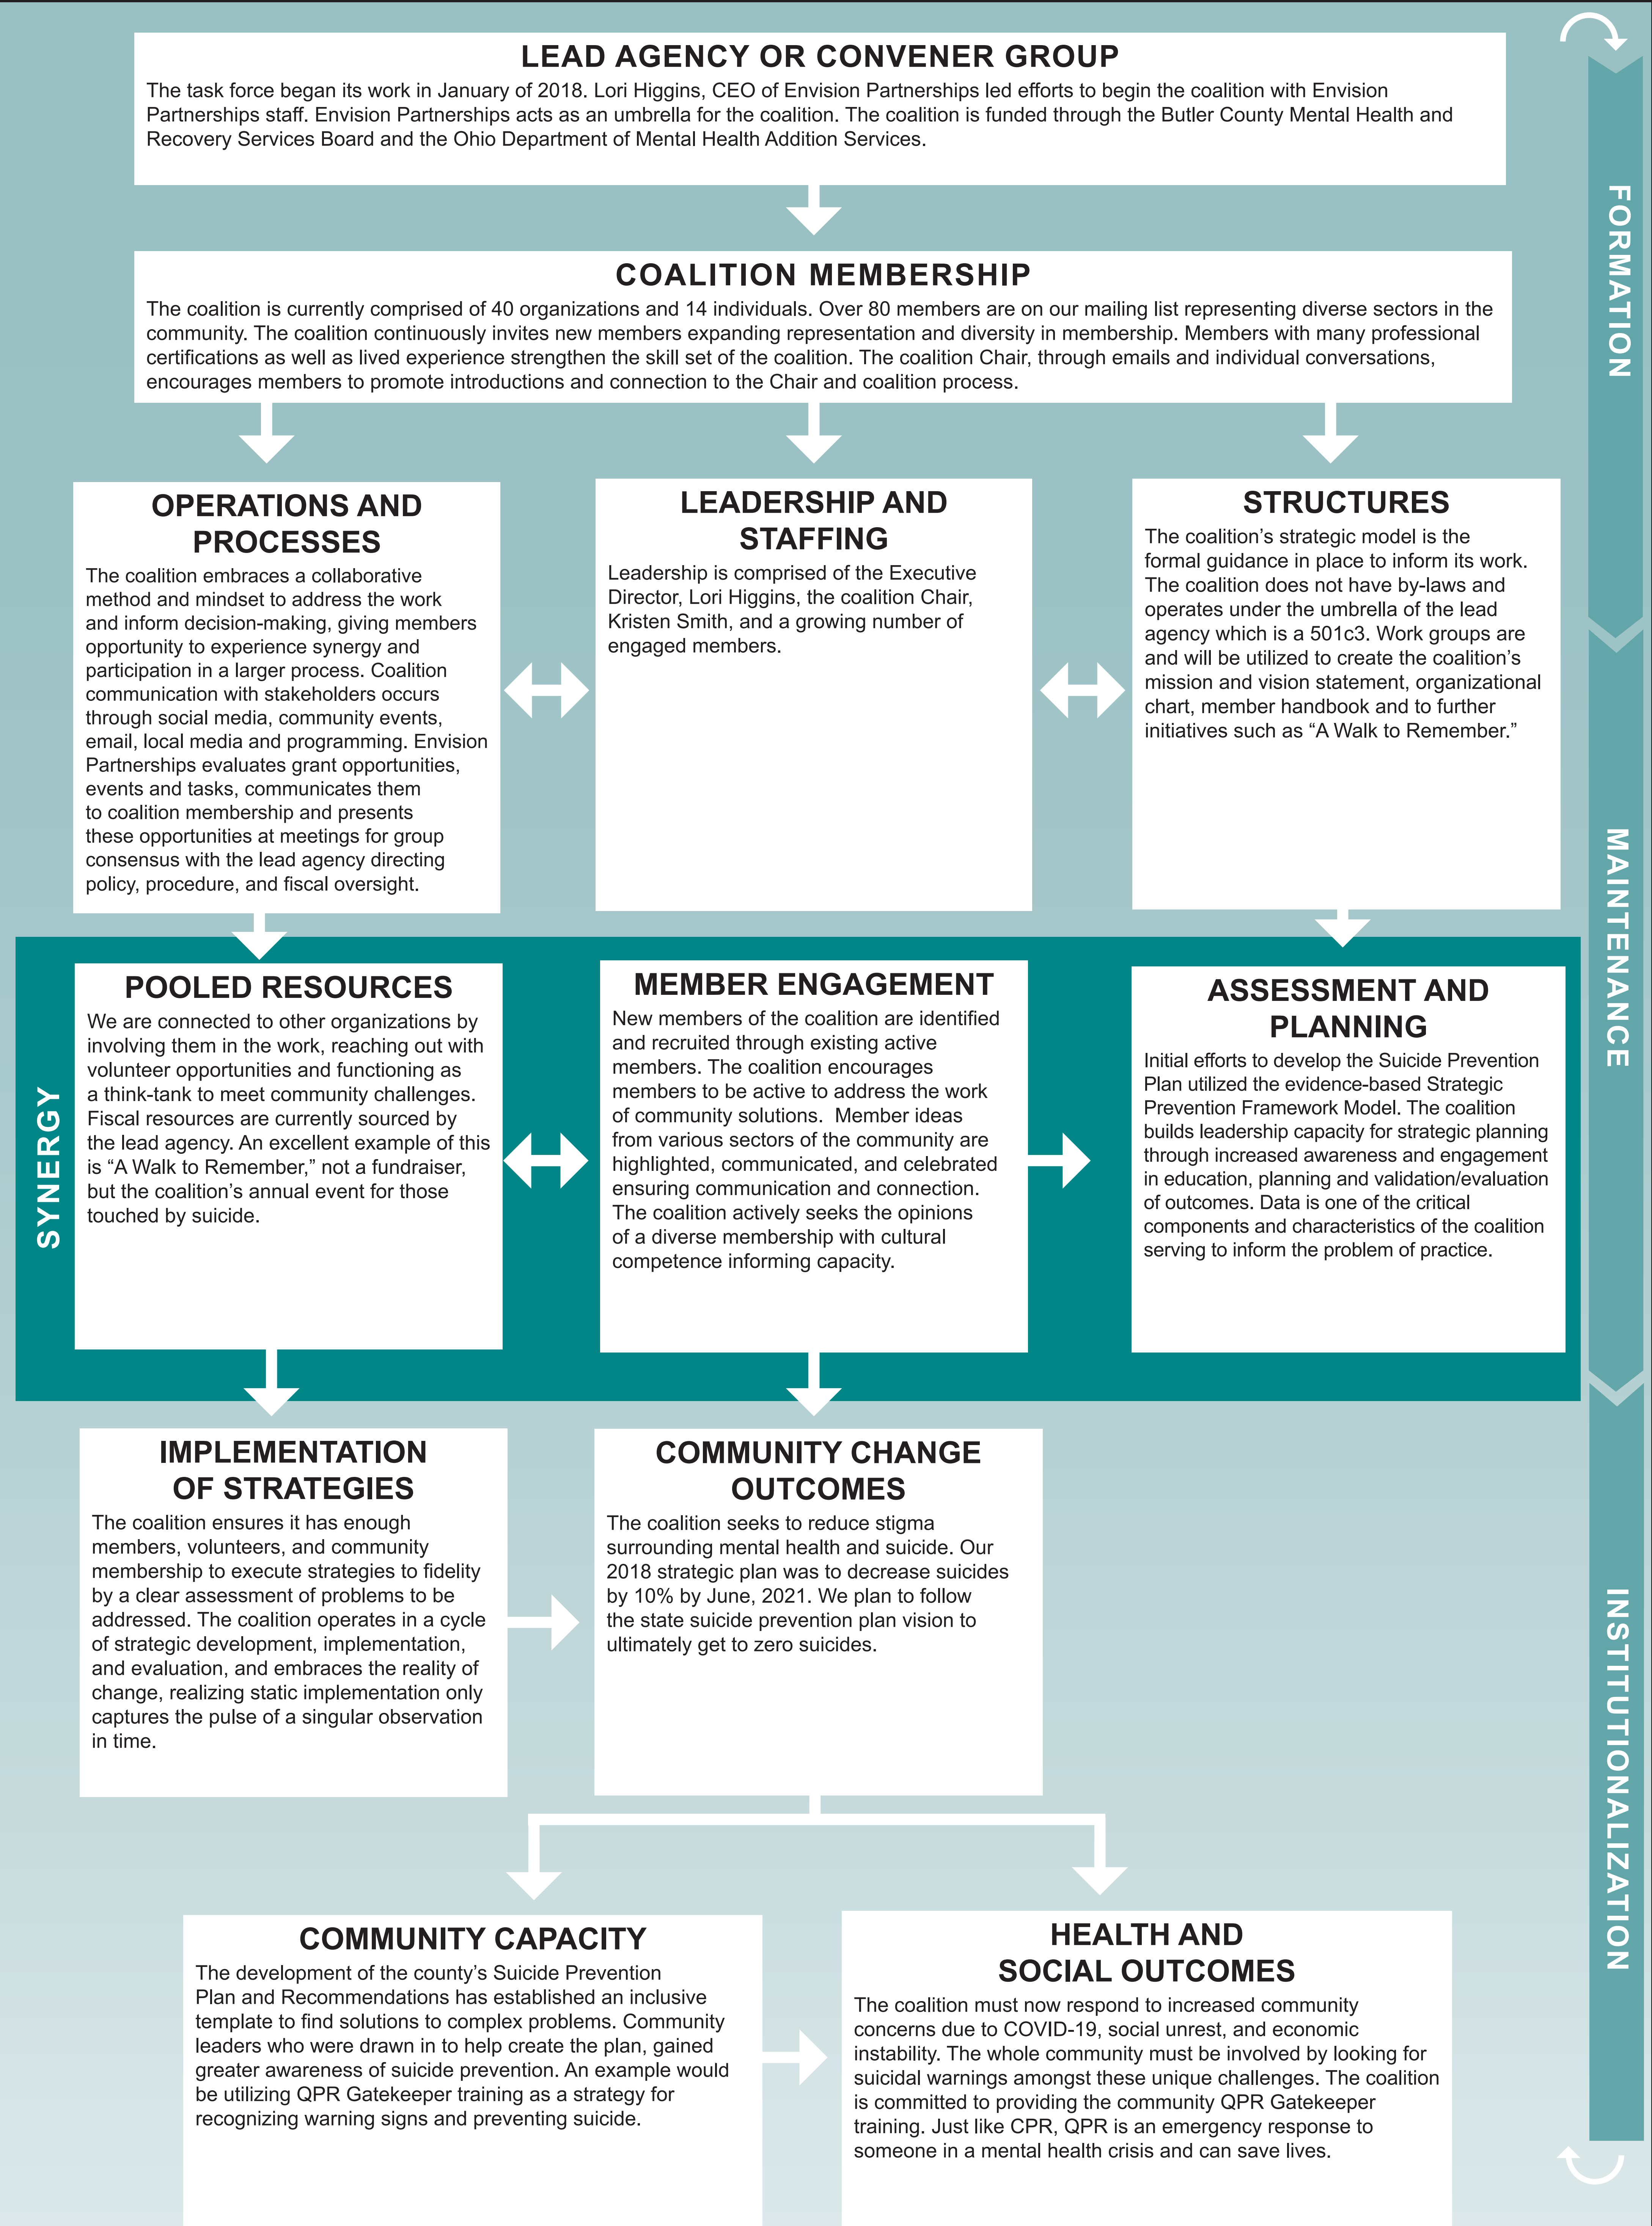 LEAD AGENCY OR CONVENER GROUP
The task force began its work in January of 2018. Lori Higgins, CEO of Envision Partnerships led efforts to begin the coalition with Envision
Partnerships staff. Envision Partnerships acts as an umbrella for the coalition. The coalition is funded through the Butler County Mental Health and
Recovery Services Board and the Ohio Department of Mental Health Addition Services.
COALITION MEMBERSHIP
The coalition is currently comprised of 40 organizations and 14 individuals. Over 80 members are on our mailing list representing diverse sectors in the
community. The coalition continuously invites new members expanding representation and diversity in membership. Members with many professional
certifications as well as lived experience strengthen the skill set of the coalition. The coalition Chair, through emails and individual conversations,
encourages members to promote introductions and connection to the Chair and coalition process.
OPERATIONS AND
PROCESSES
The coalition embraces a collaborative
method and mindset to address the work
and inform decision-making, giving members
opportunity to experience synergy and
participation in a larger process. Coalition
communication with stakeholders occurs
through social media, community events,
email, local media and programming. Envision
Partnerships evaluates grant opportunities,
events and tasks, communicates them
to coalition membership and presents
these opportunities at meetings for group
consensus with the lead agency directing
policy, procedure, and fiscal oversight.
LEADERSHIP AND
STAFFING
Leadership is comprised of the Executive
Director, Lori Higgins, the coalition Chair,
Kristen Smith, and a growing number of
engaged members.
STRUCTURES
The coalition’s strategic model is the
formal guidance in place to inform its work.
The coalition does not have by-laws and
operates under the umbrella of the lead
agency which is a 501c3. Work groups are
and will be utilized to create the coalition’s
mission and vision statement, organizational
chart, member handbook and to further
initiatives such as “A Walk to Remember.”
SYNERGY
POOLED RESOURCES
We are connected to other organizations by
involving them in the work, reaching out with
volunteer opportunities and functioning as
a think-tank to meet community challenges.
Fiscal resources are currently sourced by
the lead agency. An excellent example of this
is “A Walk to Remember,” not a fundraiser,
but the coalition’s annual event for those
touched by suicide.
MEMBER ENGAGEMENT
New members of the coalition are identified
and recruited through existing active
members. The coalition encourages
members to be active to address the work
of community solutions.  Member ideas
from various sectors of the community are
highlighted, communicated, and celebrated
ensuring communication and connection.
The coalition actively seeks the opinions
of a diverse membership with cultural
competence informing capacity.
ASSESSMENT AND
PLANNING
Initial efforts to develop the Suicide Prevention
Plan utilized the evidence-based Strategic
Prevention Framework Model. The coalition
builds leadership capacity for strategic planning
through increased awareness and engagement
in education, planning and validation/evaluation
of outcomes. Data is one of the critical
components and characteristics of the coalition
serving to inform the problem of practice.
IMPLEMENTATION
OF STRATEGIES
The coalition ensures it has enough
members, volunteers, and community
membership to execute strategies to fidelity
by a clear assessment of problems to be
addressed. The coalition operates in a cycle
of strategic development, implementation,
and evaluation, and embraces the reality of
change, realizing static implementation only
captures the pulse of a singular observation
in time.
COMMUNITY CHANGE
OUTCOMES
The coalition seeks to reduce stigma
surrounding mental health and suicide. Our
2018 strategic plan was to decrease suicides
by 10% by June, 2021. We plan to follow
the state suicide prevention plan vision to
ultimately get to zero suicides.
COMMUNITY CAPACITY
The development of the county’s Suicide Prevention
Plan and Recommendations has established an inclusive
template to find solutions to complex problems. Community
leaders who were drawn in to help create the plan, gained
greater awareness of suicide prevention. An example would
be utilizing QPR Gatekeeper training as a strategy for
recognizing warning signs and preventing suicide.
HEALTH AND
SOCIAL OUTCOMES
The coalition must now respond to increased community
concerns due to COVID-19, social unrest, and economic
instability. The whole community must be involved by looking for
suicidal warnings amongst these unique challenges. The coalition
is committed to providing the community QPR Gatekeeper
training. Just like CPR, QPR is an emergency response to
someone in a mental health crisis and can save lives.
FORMATION
MAINTENANCE
INSTITUTIONALIZATION